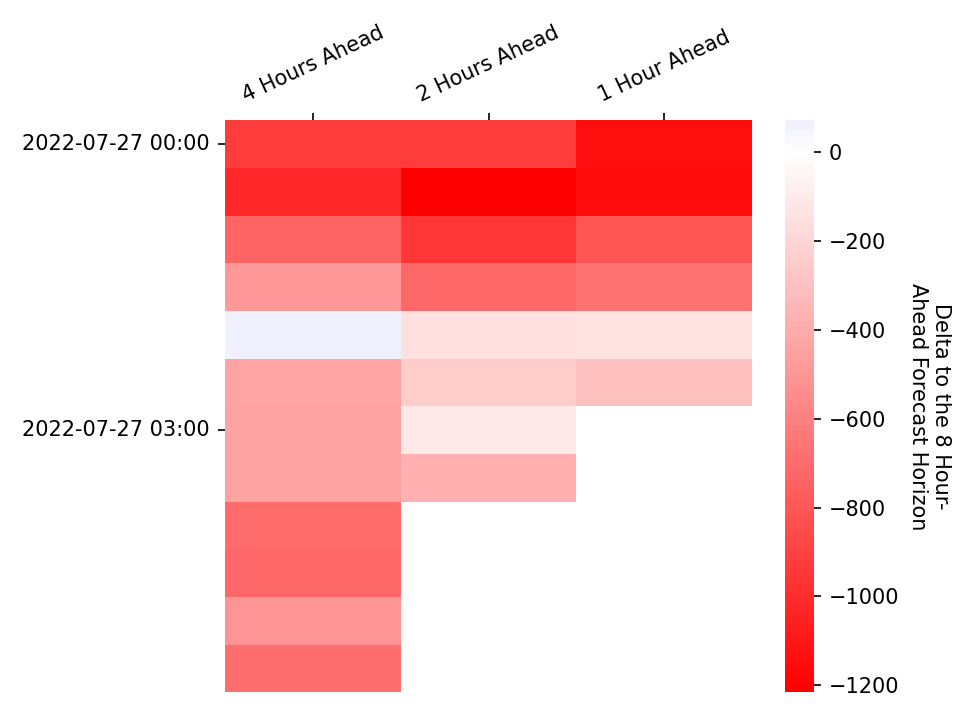 4 Hours Ahead
2 Hours Ahead
1 Hour Ahead
2022-07-27 00:00
2022-07-27 03:00
0
−200
−400
−600
−800
−1000
−1200
Delta to the 8 Hour-
Ahead Forecast Horizon